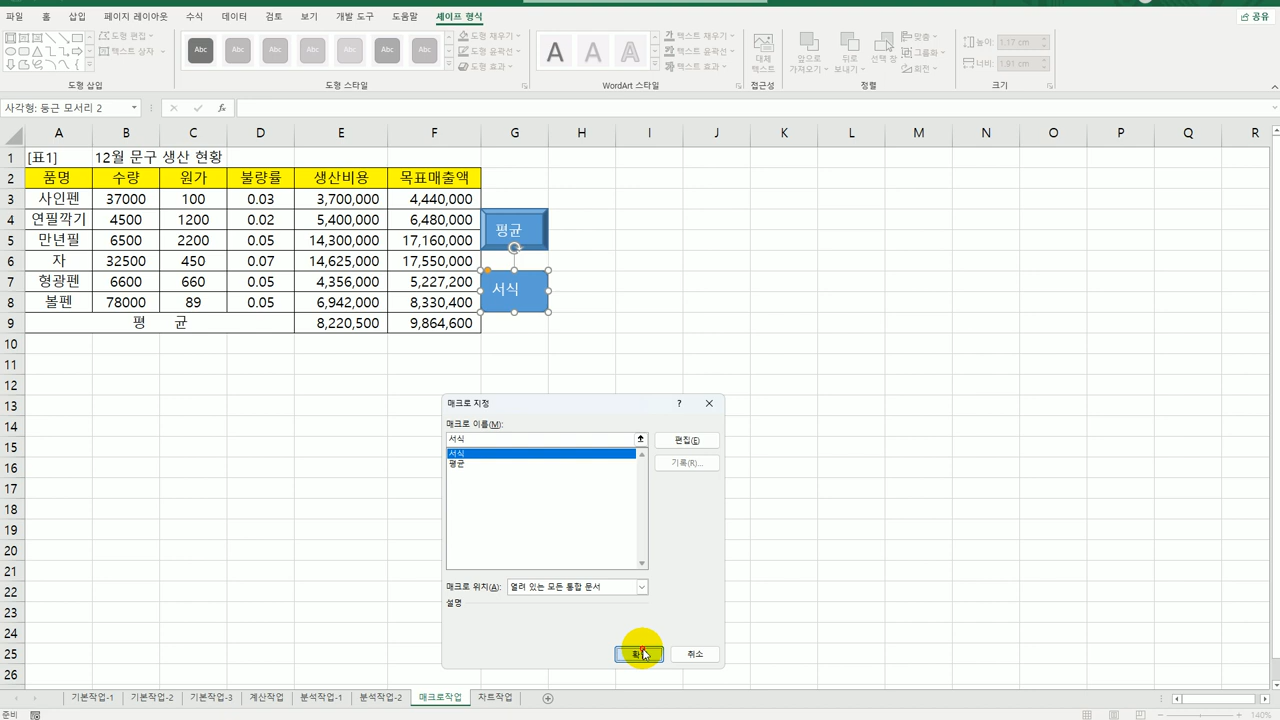 파일 홈 삽입 페이지 레이아웃 수식 데이터 검토 보기 개발 도구 도움말 셰이프 형식 공유
도형 편집 도형 채우기 텍스트 채우기 맞춤 높이: 1.17 cm
텍스트 상자 Abc Abc Abc Abc Abc Abc Abc 도형 윤곽선 A A A 텍스트 윤곽선 대체 텍스트 앞으로 가져오기 뒤로 보내기 선택 창 그룹화 너비: 1.91 cm
도형 효과 텍스트 효과 회전
도형 삽입 도형 스타일 WordArt 스타일 접근성 정렬 크기
사각형: 둥근 모서리 2 fx
A B C D E F G H I J K L M N O P Q R
1 [표1] 12월 문구 생산 현황
2 품명 수량 원가 불량률 생산비용 목표매출액
3 사인펜 37000 100 0.03 3,700,000 4,440,000
4 연필깍기 4500 1200 0.02 5,400,000 6,480,000
평균
5 만년필 6500 2200 0.05 14,300,000 17,160,000
6 자 32500 450 0.07 14,625,000 17,550,000
7 형광펜 6600 660 0.05 4,356,000 5,227,200
서식
8 볼펜 78000 89 0.05 6,942,000 8,330,400
9 평 균 8,220,500 9,864,600
10
11
12
13
14
15
16
17
18
19
20
21
22
23
24
25
26
매크로 지정 ?
매크로 이름(M):
서식 편집(E)
서식
평균 기록(R)...
매크로 위치(A): 열려 있는 모든 통합 문서
설명
취소
기본작업-1 기본작업-2 기본작업-3 계산작업 분석작업-1 분석작업-2 매크로작업 차트작업
준비 140%